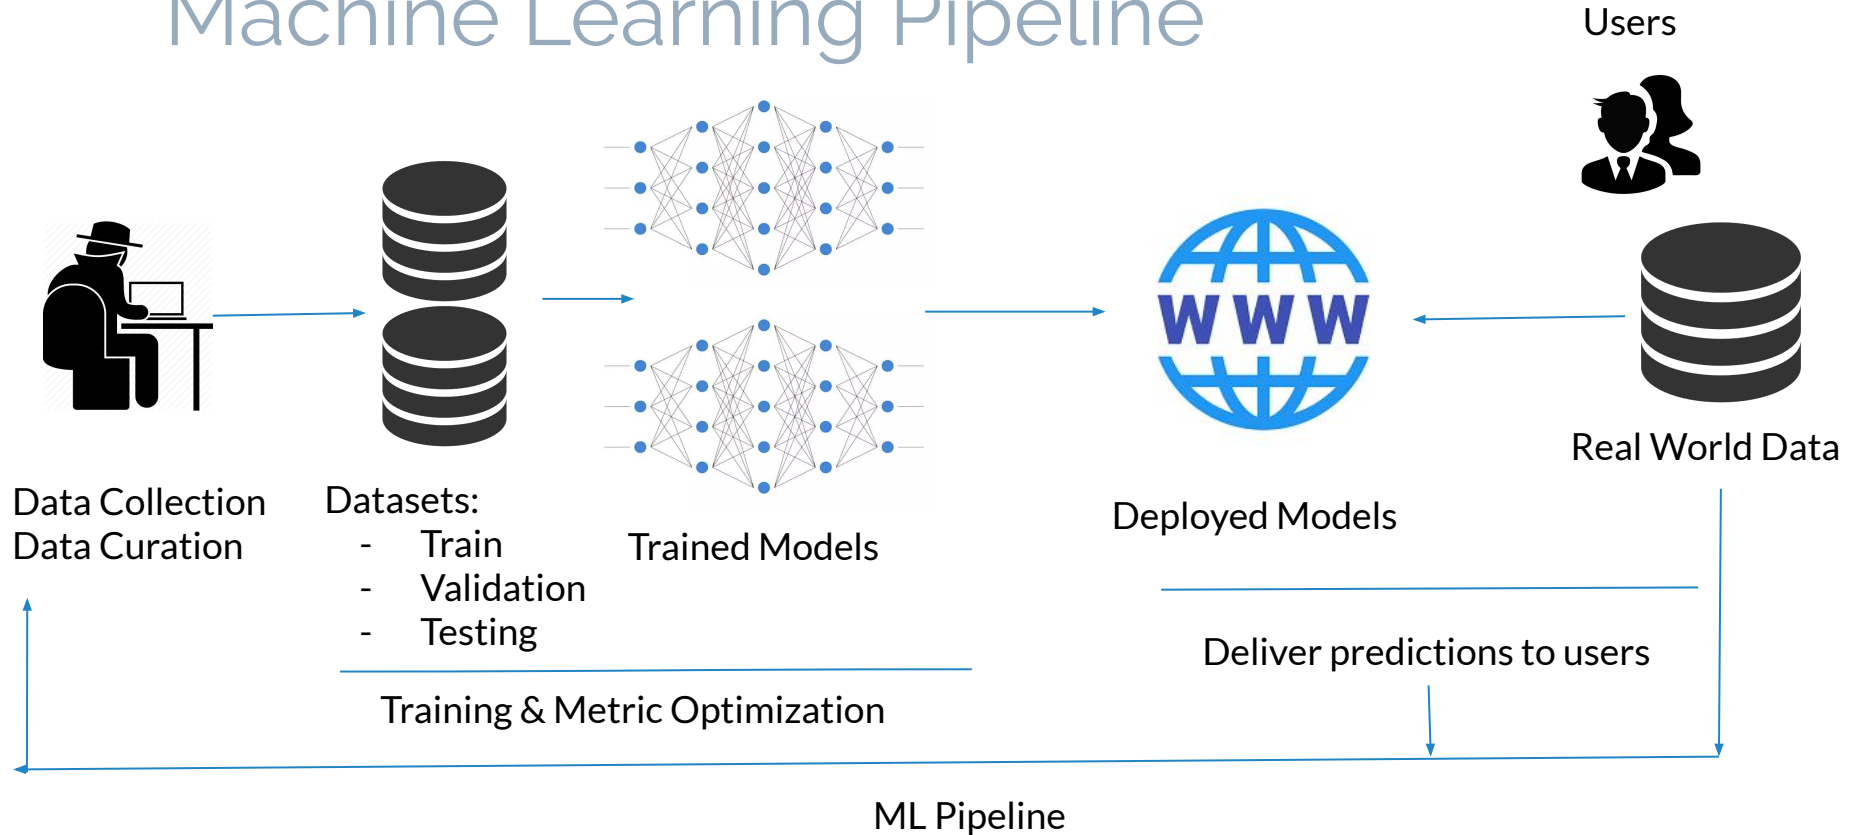 Machine Learning Pipeline
Users
WWW
Real World Data
Data Collection
Data Curation
Datasets:
- Train
- Validation
- Testing
Trained Models
Deployed Models
Training & Metric Optimization
Deliver predictions to users
ML Pipeline